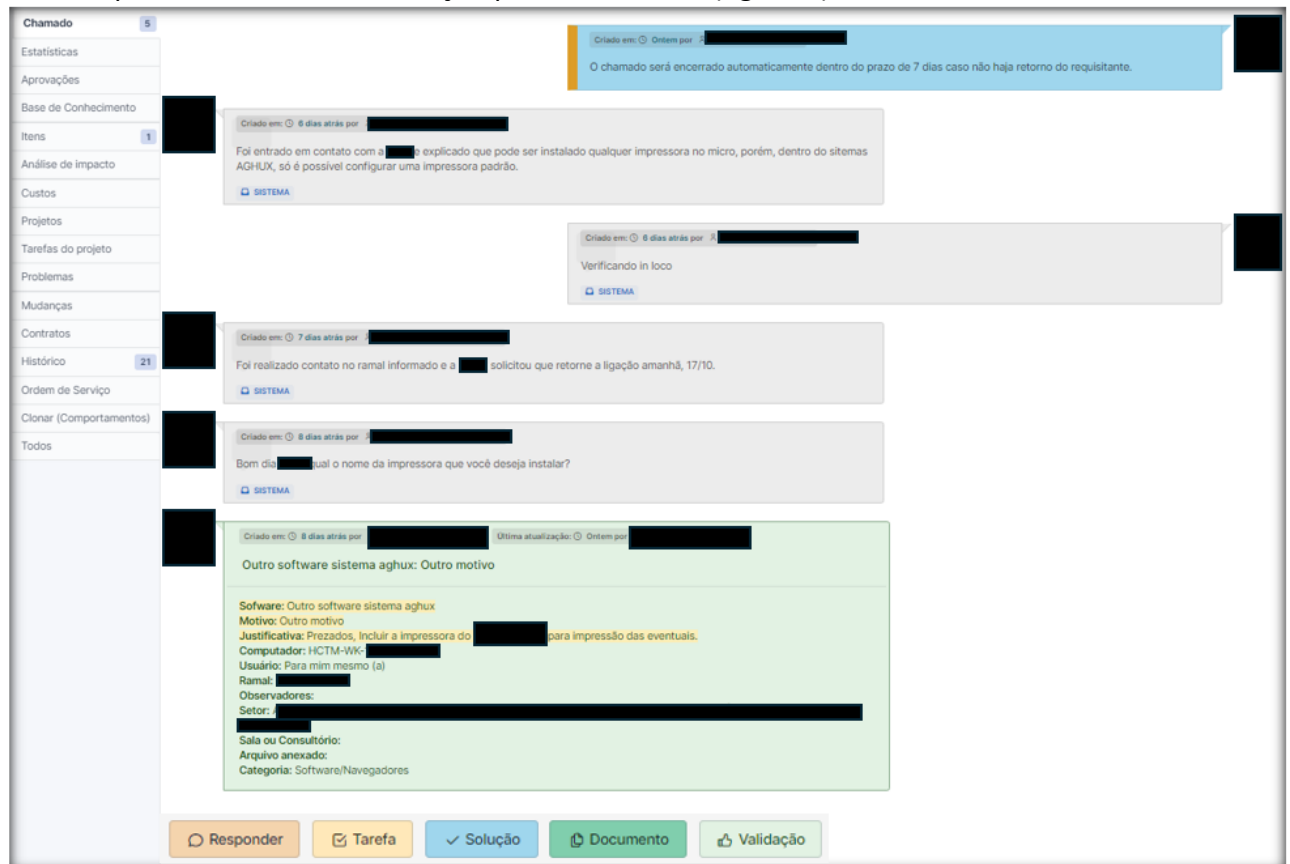 Chamado 5
Estatísticas
Aprovações
Base de Conhecimento
Itens 1
Análise de impacto
Custos
Projetos
Tarefas do projeto
Problemas
Mudanças
Contratos
Histórico 21
Ordem de Serviço
Clonar (Comportamentos)
Todos
Criado em: Ontem por
O chamado será encerrado automaticamente dentro do prazo de 7 dias caso não haja retorno do requisitante.
Criado em: 6 dias atrás por
Foi entrado em contato com a e explicado que pode ser instalado qualquer impressora no micro, porém, dentro do sitemas
AGHUX, só é possível configurar uma impressora padrão.
SISTEMA
Criado em: 6 dias atrás por
Verificando in loco
SISTEMA
Criado em: 7 dias atrás por
Foi realizado contato no ramal informado e a solicitou que retorne a ligação amanhã, 17/10.
SISTEMA
Criado em: 8 dias atrás por
Bom dia qual o nome da impressora que você deseja instalar?
SISTEMA
Criado em: 8 dias atrás por Última atualização: Ontem por
Outro software sistema aghux: Outro motivo
Sofware: Outro software sistema aghux
Motivo: Outro motivo
Justificativa: Prezados, Incluir a impressora do para impressão das eventuais.
Computador: HCTM-WK-
Usuário: Para mim mesmo (a)
Ramal:
Observadores:
Setor:
Sala ou Consultório:
Arquivo anexado:
Categoria: Software/Navegadores
Responder Tarefa Solução Documento Validação